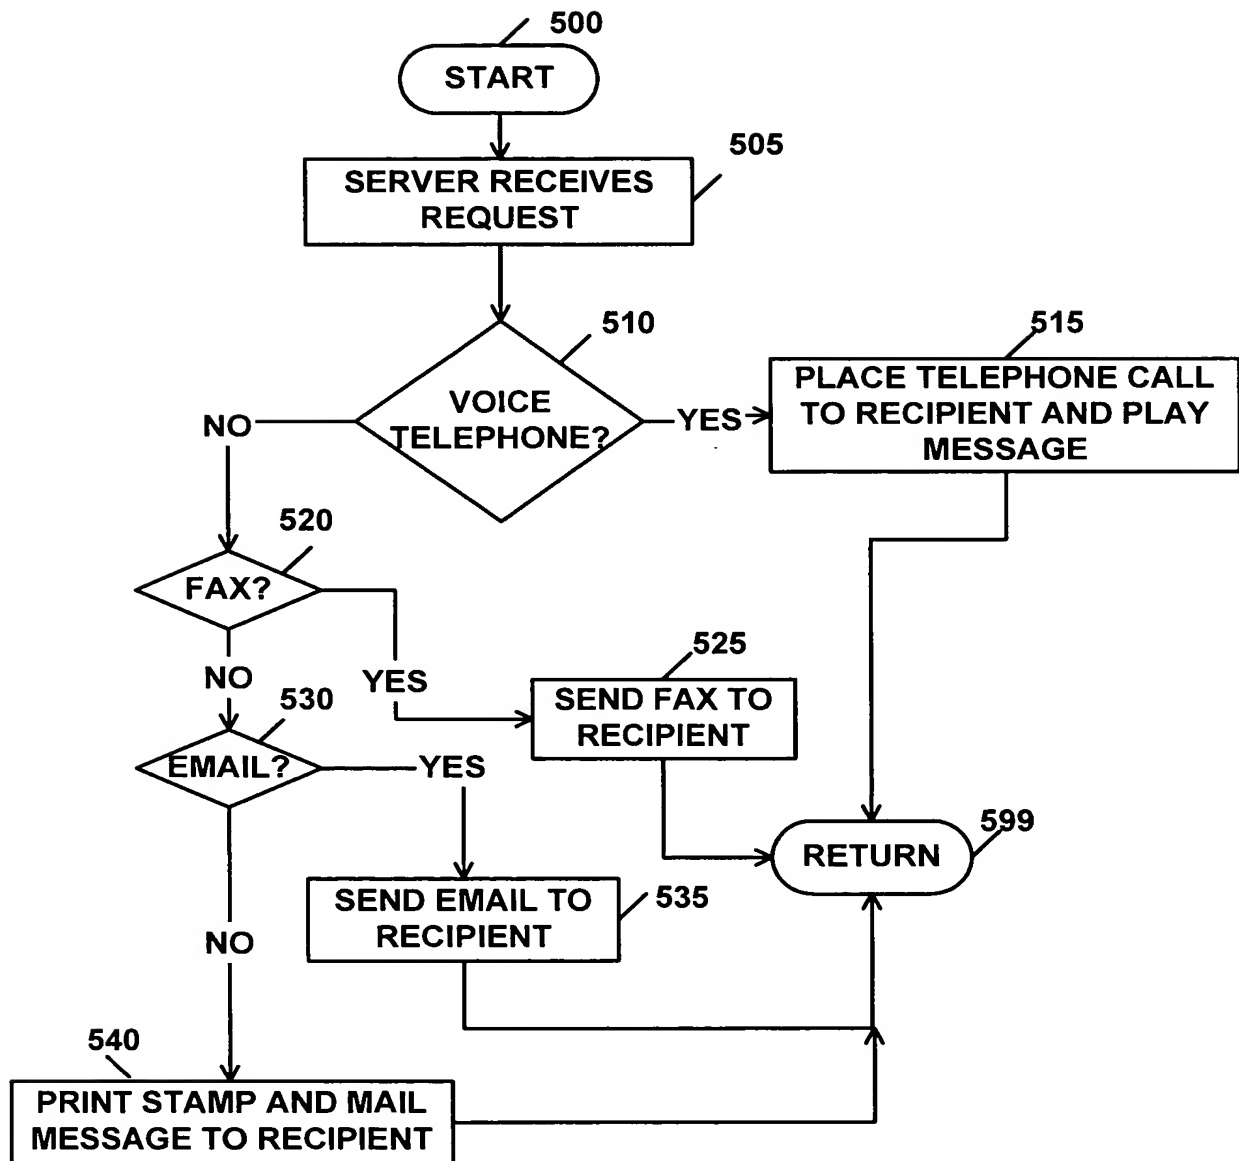 500
START
505
SERVER RECEIVES
REQUEST
510
VOICE
TELEPHONE?
NO
YES
515
PLACE TELEPHONE CALL
TO RECIPIENT AND PLAY
MESSAGE
520
FAX?
NO
YES
525
SEND FAX TO
RECIPIENT
530
EMAIL?
YES
NO
535
SEND EMAIL TO
RECIPIENT
599
RETURN
540
PRINT STAMP AND MAIL
MESSAGE TO RECIPIENT